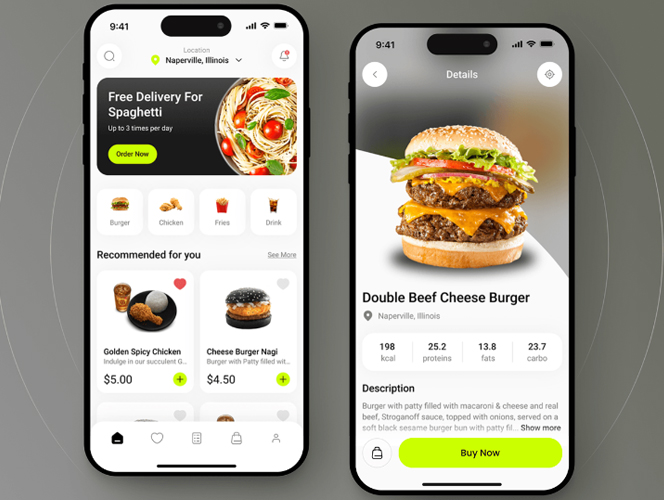 9:41
Location
Naperville, Illinois
Free Delivery For
Spaghetti
Up to 3 times per day
Order Now
Burger
Chicken
Fries
Drink
Recommended for you
See More
Golden Spicy Chicken
Indulge in our succulent G...
$5.00
Cheese Burger Nagi
Burger with Patty filled wit...
$4.50
9:41
Details
Double Beef Cheese Burger
Naperville, Illinois
198
kcal
25.2
proteins
13.8
fats
23.7
carbo
Description
Burger with patty filled with macaroni & cheese and real
beef, Stroganoff sauce, topped with onions, served on a
soft black sesame burger bun with patty fil... Show more
Buy Now